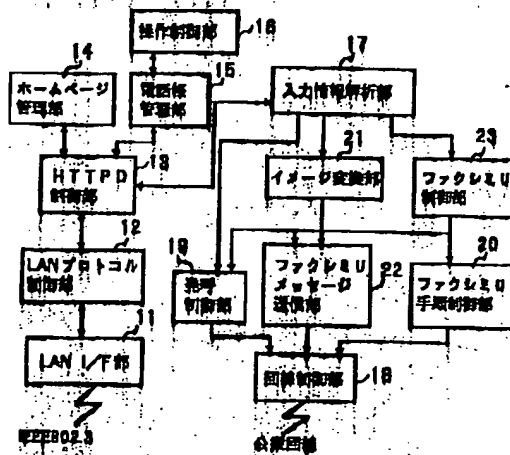 操作制御部
16
14
17
ホームページ
管理部
15
電話帳
管理部
入力情報解析部
21
23
HTTPD
制御部
13
イメージ変換部
ファクシミリ
制御部
12
LANプロトコル
制御部
19
発呼
制御部
ファクシミリ
メッセージ
送信部
22
20
ファクシミリ
手順制御部
11
LAN I/F部
回線制御部
18
IEEE802.3
公衆回線